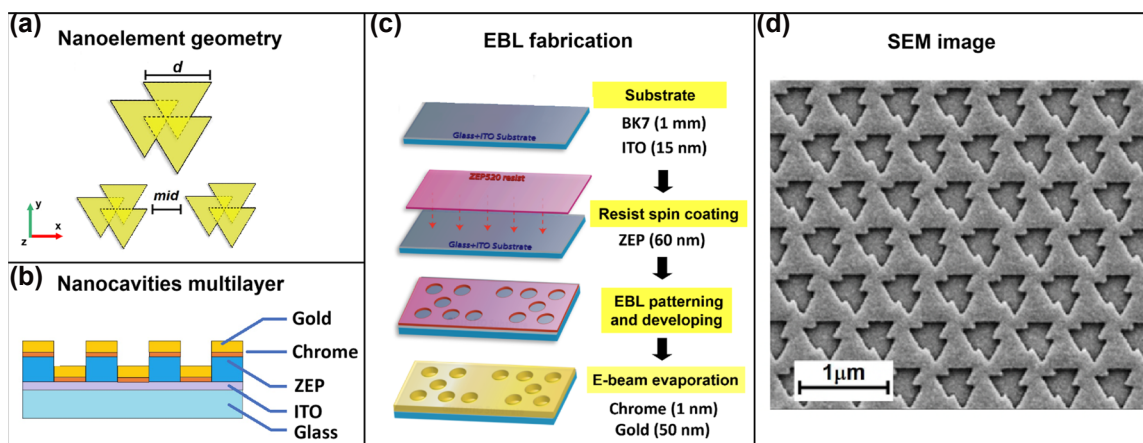 (a)
Nanoelement geometry
d
mid
y
x
z
(b)
Nanocavities multilayer
Gold
Chrome
ZEP
ITO
Glass
(c)
EBL fabrication
Glass+ITO Substrate
Substrate
BK7 (1 mm)
ITO (15 nm)
ZEP520 resist
Glass+ITO Substrate
Resist spin coating
ZEP (60 nm)
EBL patterning
and developing
E-beam evaporation
Chrome (1 nm)
Gold (50 nm)
(d)
SEM image
1μm